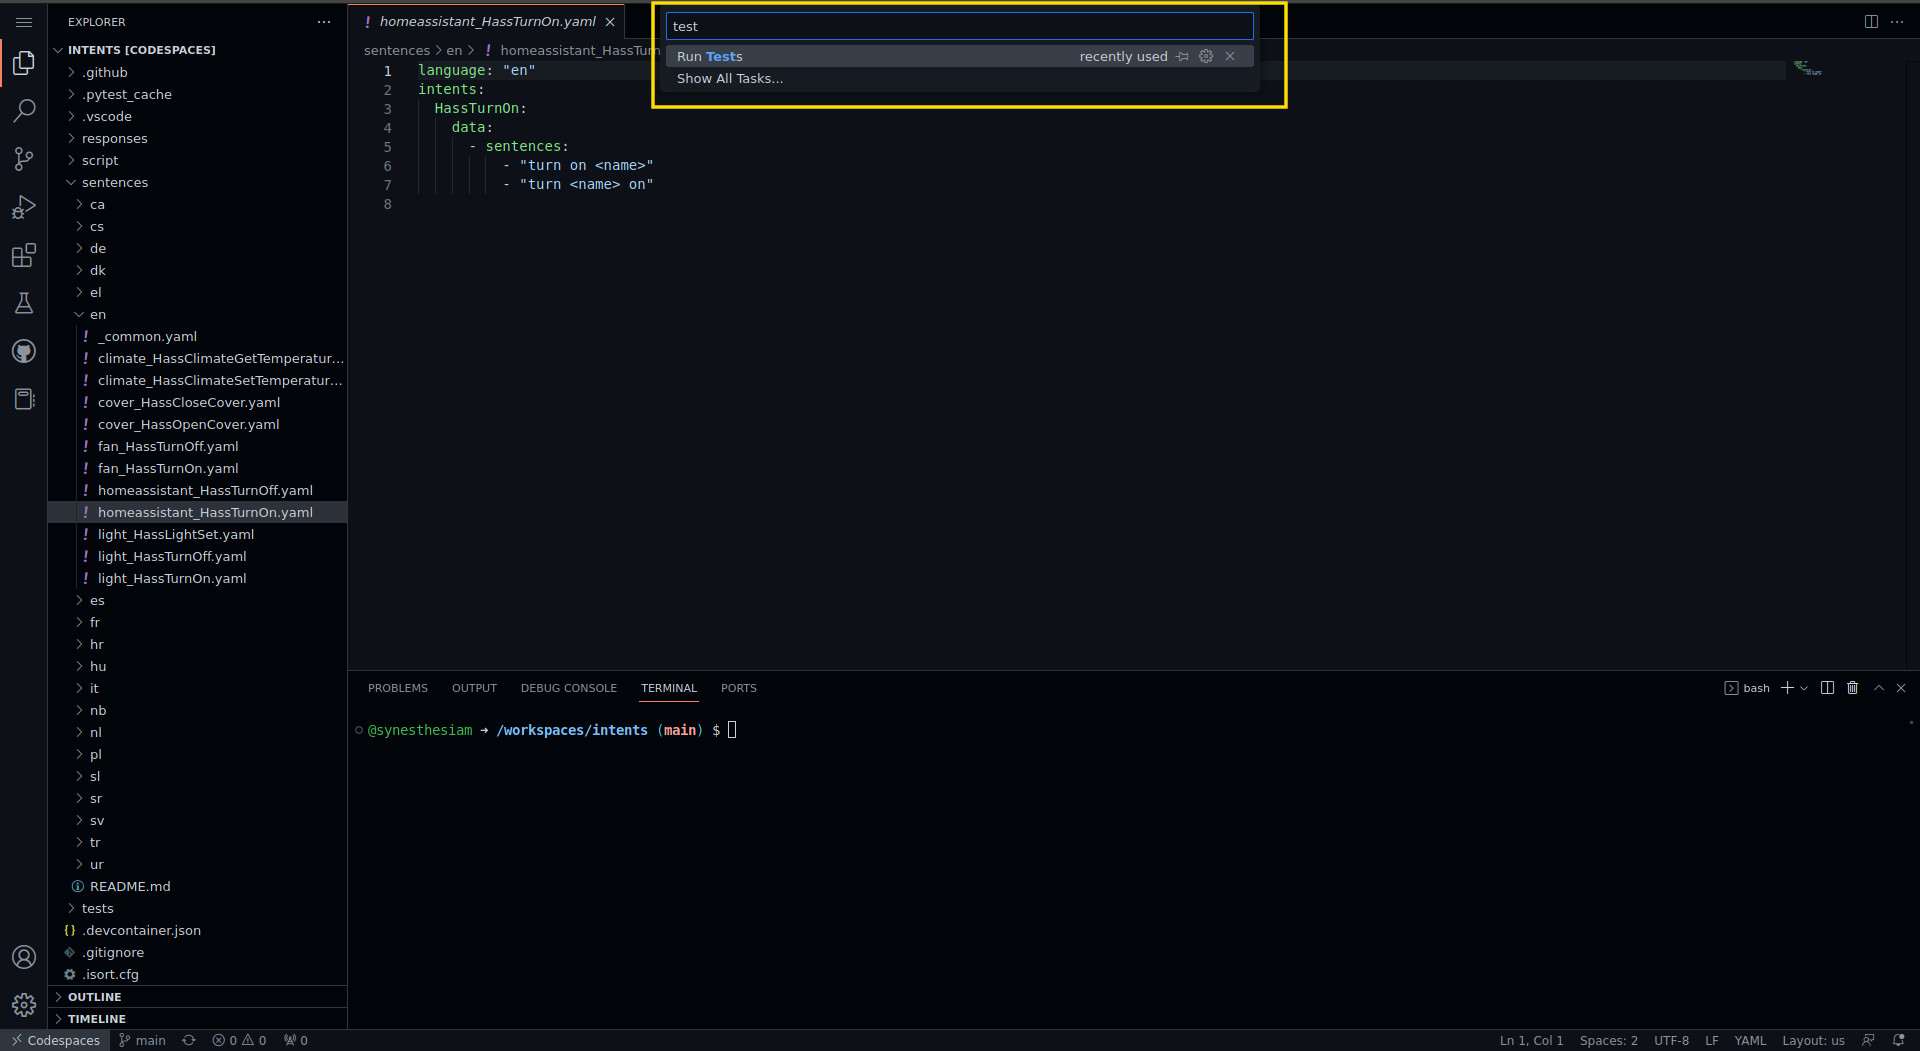 EXPLORER
INTENTS [CODESPACES]
.github
.pytest_cache
.vscode
responses
script
sentences
ca
cs
de
dk
el
en
_common.yaml
climate_HassClimateGetTemperatur...
climate_HassClimateSetTemperatur...
cover_HassCloseCover.yaml
cover_HassOpenCover.yaml
fan_HassTurnOff.yaml
fan_HassTurnOn.yaml
homeassistant_HassTurnOff.yaml
homeassistant_HassTurnOn.yaml
light_HassLightSet.yaml
light_HassTurnOff.yaml
light_HassTurnOn.yaml
es
fr
hr
hu
it
nb
nl
pl
sl
sr
sv
tr
ur
README.md
tests
.devcontainer.json
.gitignore
.isort.cfg
OUTLINE
TIMELINE
homeassistant_HassTurnOn.yaml
sentences > en > ! homeassistant_HassTurn
test
Run Tests recently used
Show All Tasks...
1 language: "en"
2 intents:
3 HassTurnOn:
4 data:
5 - sentences:
6 - "turn on <name>"
7 - "turn <name> on"
8
PROBLEMS OUTPUT DEBUG CONSOLE TERMINAL PORTS bash
@synesthesiam ➜ /workspaces/intents (main) $
Codespaces main 0 0 0 Ln 1, Col 1 Spaces: 2 UTF-8 LF YAML Layout: us